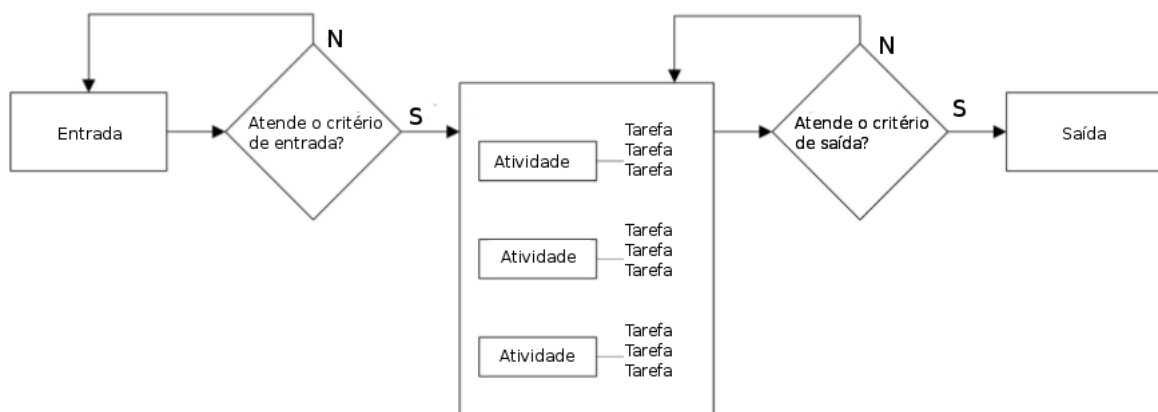 Entrada
N
Atende o critério
de entrada?
S
Atividade
Tarefa
Tarefa
Tarefa
Atividade
Tarefa
Tarefa
Tarefa
Atividade
Tarefa
Tarefa
Tarefa
N
Atende o critério
de saída?
S
Saída